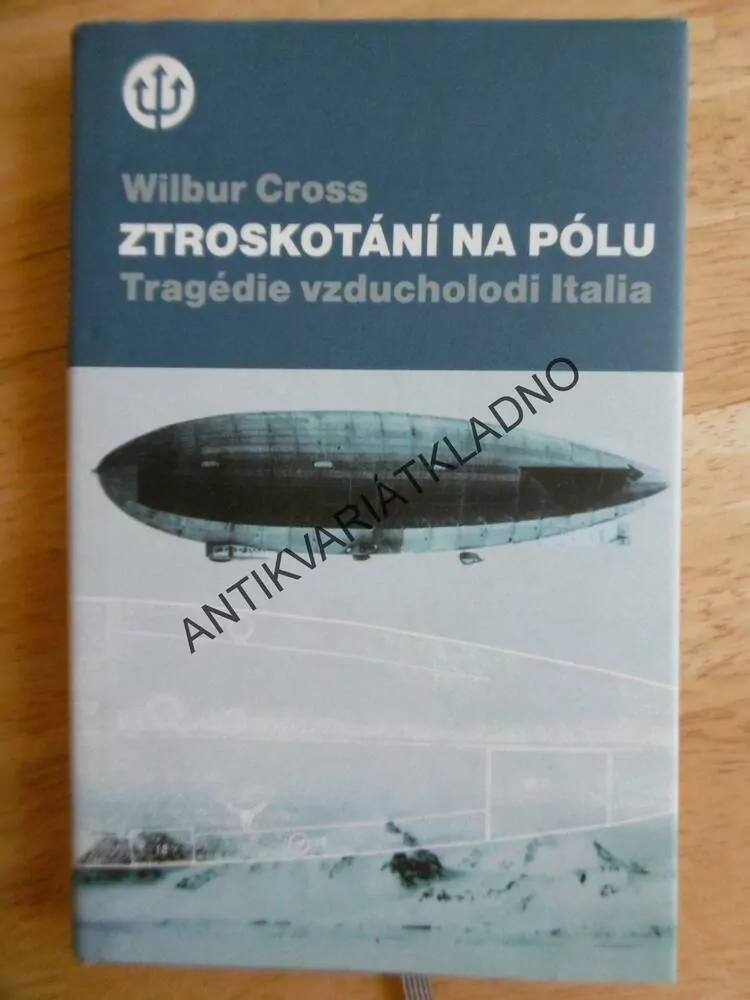 Wilbur Cross
ZTROSKOTÁNÍ NA PÓLU
Tragédie vzducholodi Italia
ANTIKVARIÁTKLADNO